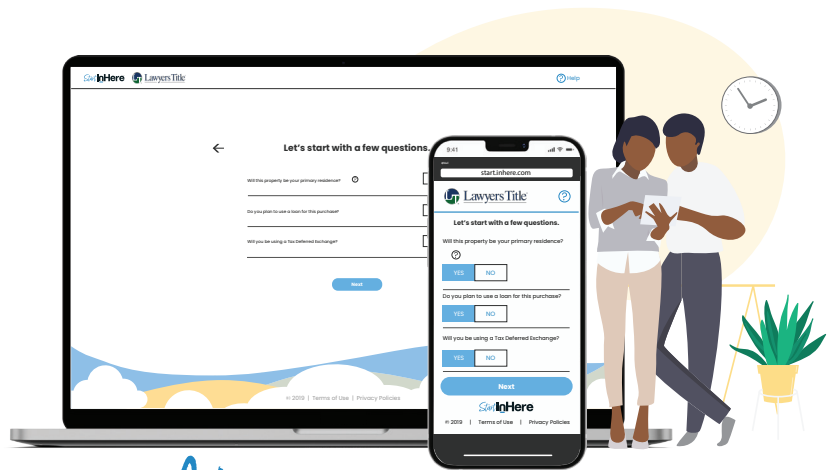 Start InHere Lawyers Title
Help
Let's start with a few questions.
Will this property be your primary residence? ?
Do you plan to use a loan for this purchase?
Will you be using a Tax Deferred Exchange?
Next
© 2019 | Terms of Use | Privacy Policies
9:41
start.inhere.com
Lawyers Title
Let's start with a few questions.
Will this property be your primary residence?
?
YES NO
Do you plan to use a loan for this purchase?
YES NO
Will you be using a Tax Deferred Exchange?
YES NO
Next
Start InHere
© 2019 | Terms of Use | Privacy Policies